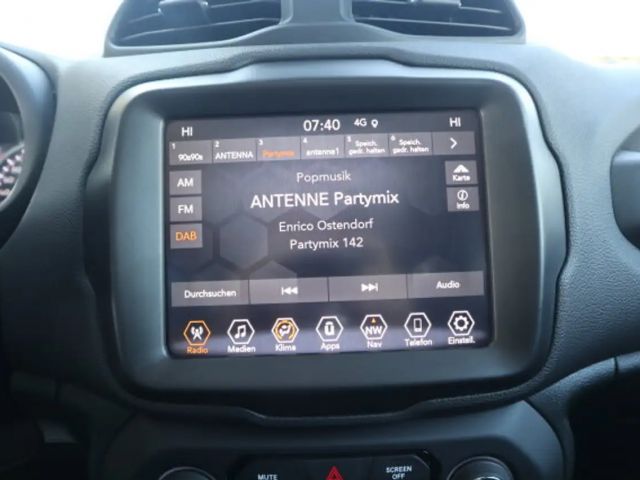 HI 07:40 4G HI
1 2 3 4 5 6
90s90s ANTENNA Partymix antenna1 Speich. gedr. halten Speich. gedr. halten >
AM
Popmusik
Karte
ANTENNE Partymix
FM
Info
Enrico Ostendorf
DAB
Partymix 142
Durchsuchen Audio
NW
Radio Medien Klima Apps Nav Telefon Einstell.
MUTE SCREEN OFF